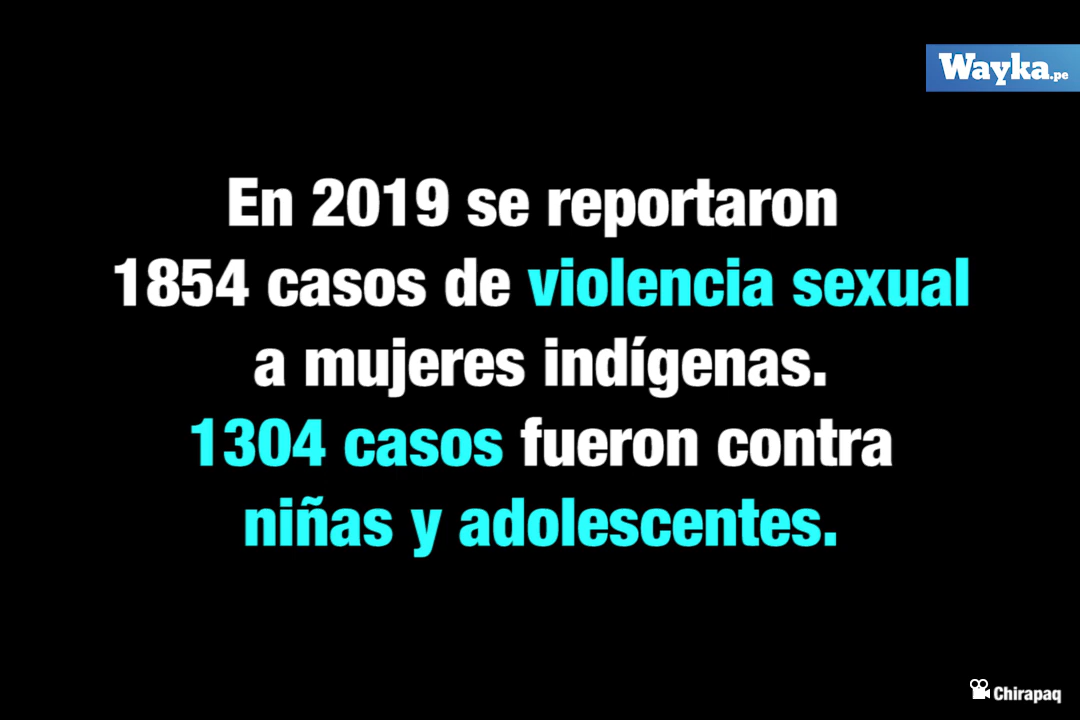 Wayka.pe
En 2019 se reportaron
1854 casos de violencia sexual
a mujeres indígenas.
1304 casos fueron contra
niñas y adolescentes.
Chirapaq